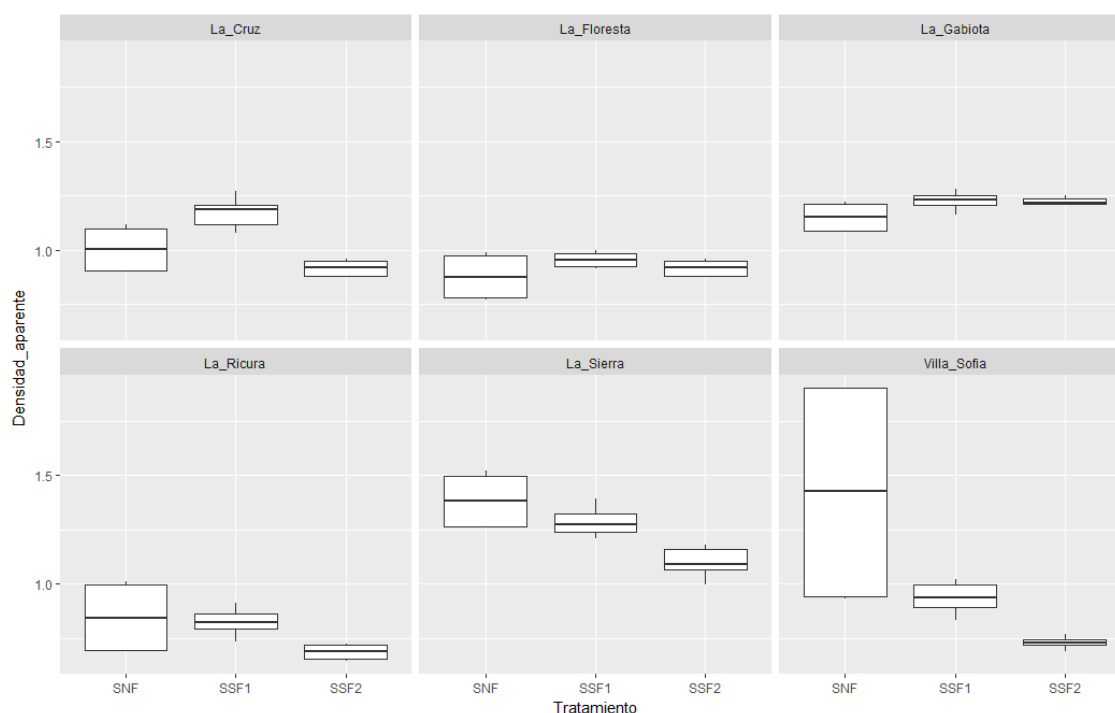 La_Cruz
La_Floresta
La_Gabiota
1.5
1.0
La_Ricura
La_Sierra
Villa_Sofia
1.5
1.0
Densidad_aparente
SNF SSF1 SSF2
SNF SSF1 SSF2
SNF SSF1 SSF2
Tratamiento